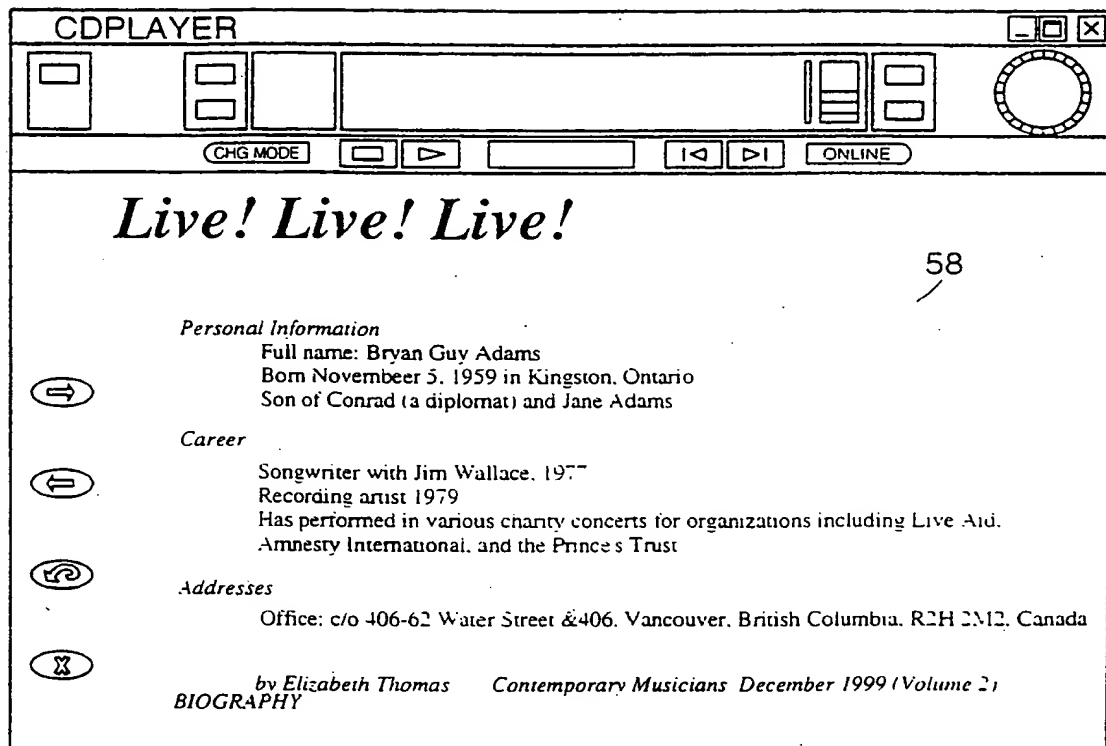 CDPLAYER
CHG MODE
ONLINE
Live! Live! Live!
58
Personal Information
Full name: Bryan Guy Adams
Born Novembeer 5, 1959 in Kingston, Ontario
Son of Conrad (a diplomat) and Jane Adams
Career
Songwriter with Jim Wallace, 1977
Recording artist 1979
Has performed in various charity concerts for organizations including Live Aid,
Amnesty International, and the Prince's Trust
Addresses
Office: c/o 406-62 Water Street &406, Vancouver, British Columbia, R2H 2M2, Canada
by Elizabeth Thomas Contemporary Musicians December 1999 (Volume 2)
BIOGRAPHY